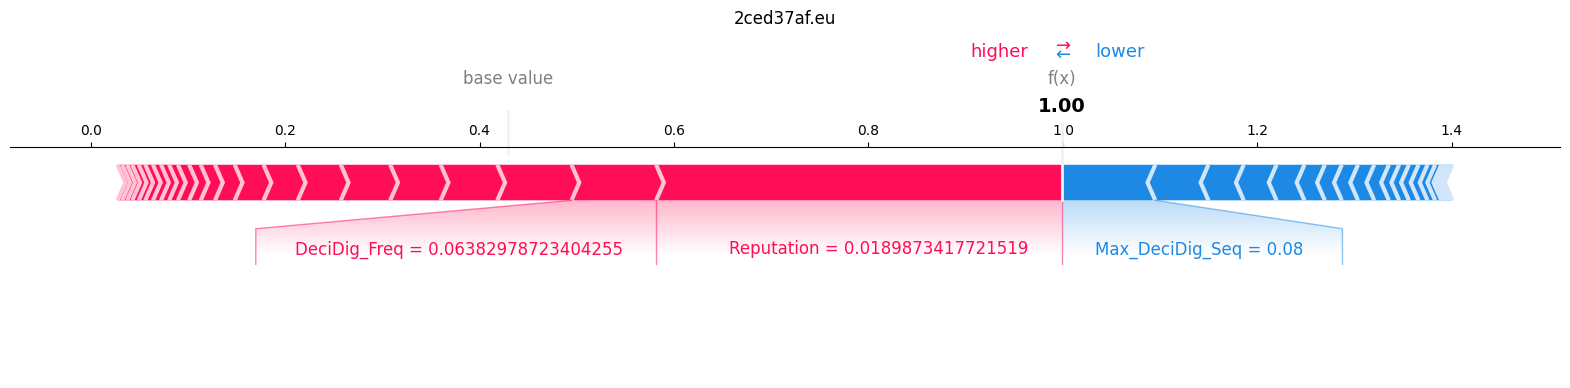 2ced37af.eu
higher ⇄ lower
base value f(x)
1.00
0.0 0.2 0.4 0.6 0.8 1 0 1.2 1.4
DeciDig_Freq = 0.06382978723404255 Reputation = 0.0189873417721519 Max_DeciDig_Seq = 0.08